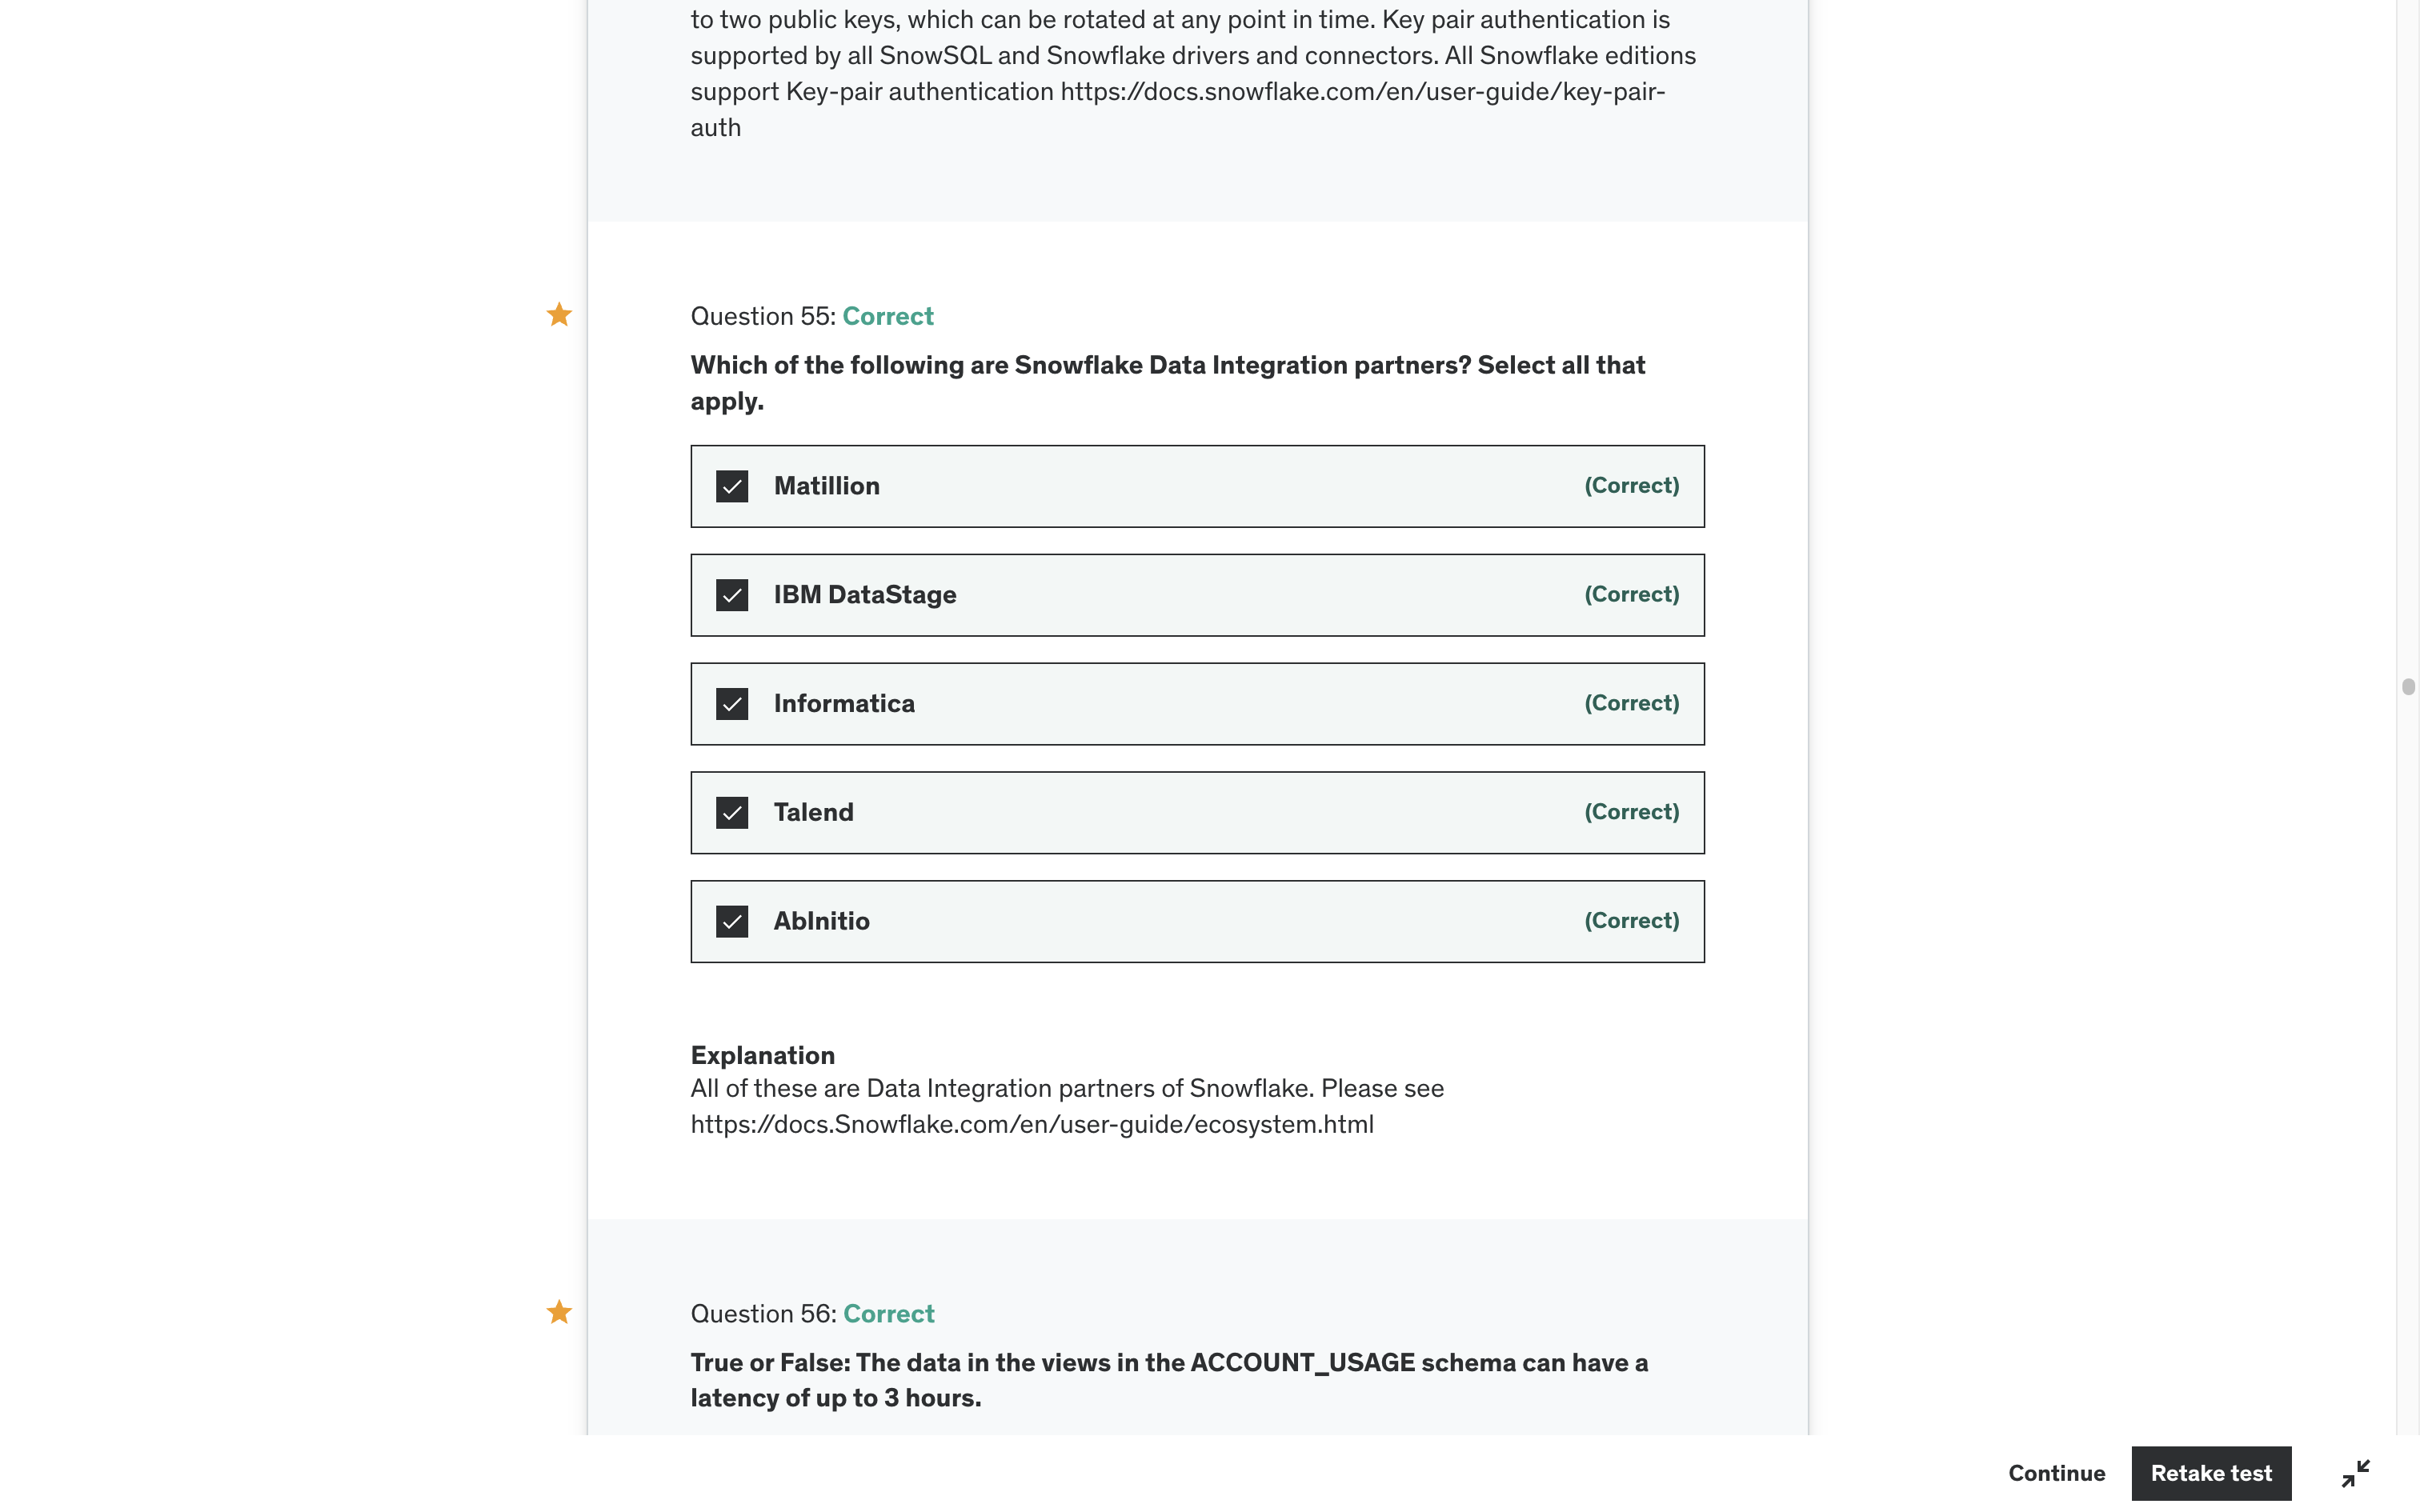 to two public keys, which can be rotated at any point in time. Key pair authentication is
supported by all SnowSQL and Snowflake drivers and connectors. All Snowflake editions
support Key-pair authentication https://docs.snowflake.com/en/user-guide/key-pair-
auth
Question 55: Correct
Which of the following are Snowflake Data Integration partners? Select all that
apply.
Matillion (Correct)
IBM DataStage (Correct)
Informatica (Correct)
Talend (Correct)
AbInitio (Correct)
Explanation
All of these are Data Integration partners of Snowflake. Please see
https://docs.Snowflake.com/en/user-guide/ecosystem.html
Question 56: Correct
True or False: The data in the views in the ACCOUNT_USAGE schema can have a
latency of up to 3 hours.
Continue Retake test